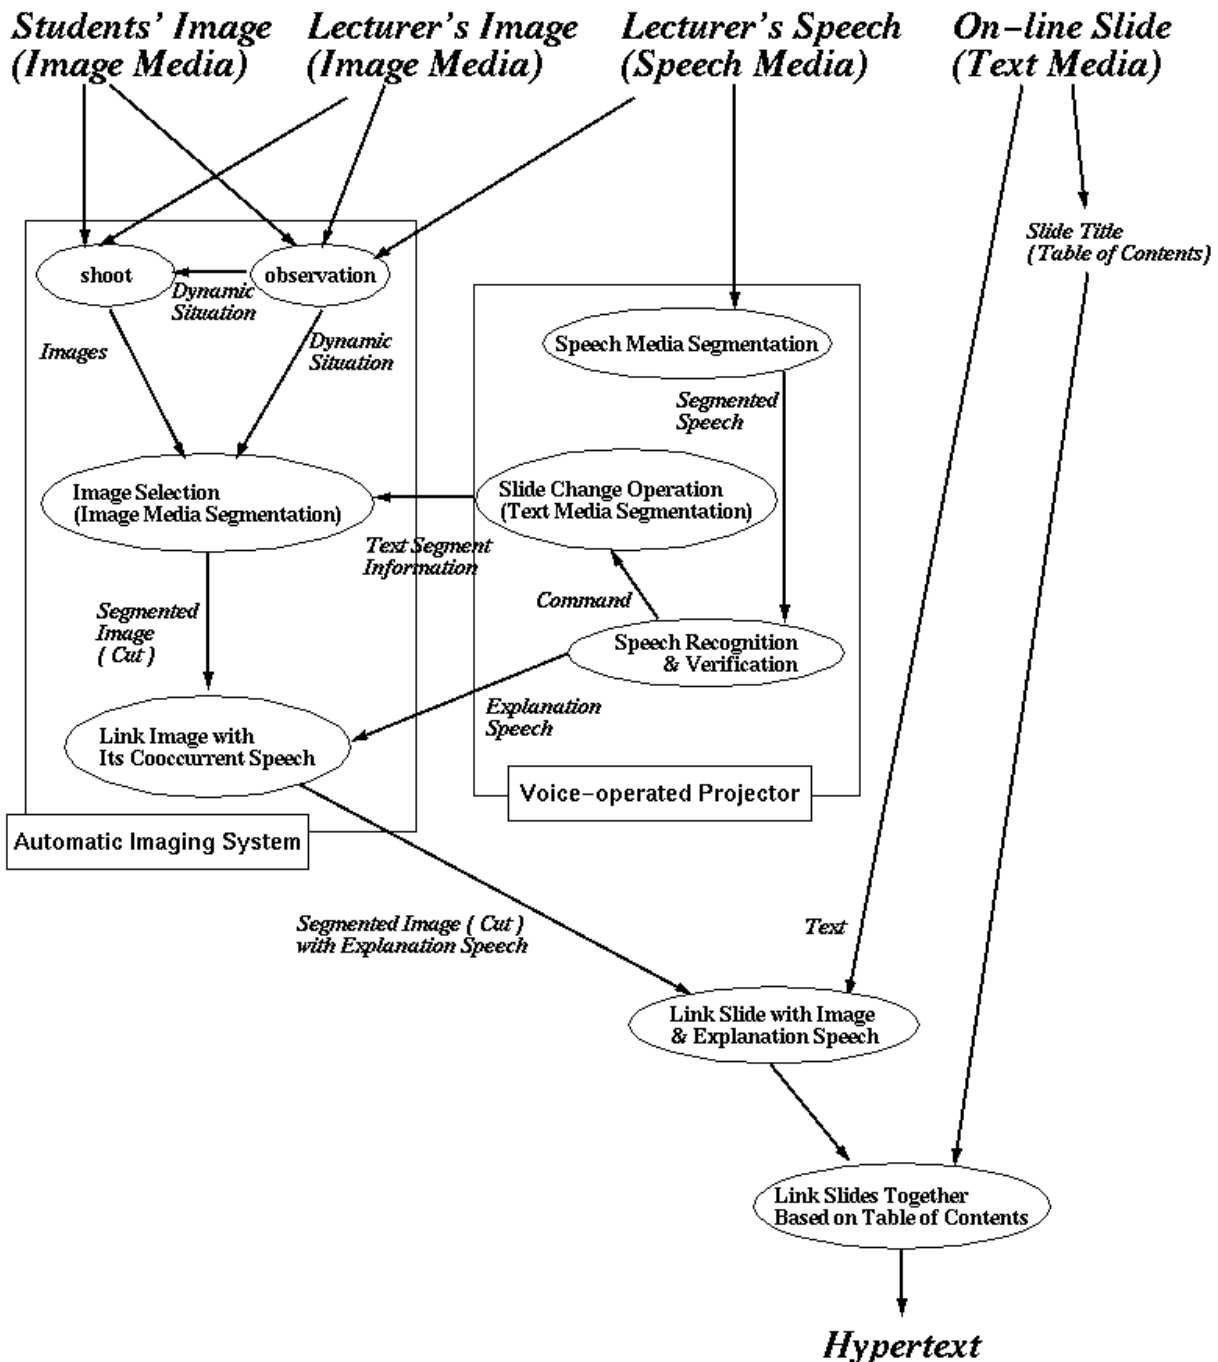 Students' Image
(Image Media)
Lecturer's Image
(Image Media)
Lecturer's Speech
(Speech Media)
On-line Slide
(Text Media)
Slide Title
(Table of Contents)
shoot
observation
Dynamic
Situation
Images
Dynamic
Situation
Speech Media Segmentation
Segmented
Speech
Image Selection
(Image Media Segmentation)
Slide Change Operation
(Text Media Segmentation)
Text Segment
Information
Command
Segmented
Image
( Cut )
Speech Recognition
& Verification
Explanation
Speech
Link Image with
Its Cooccurrent Speech
Voice-operated Projector
Automatic Imaging System
Segmented Image ( Cut )
with Explanation Speech
Text
Link Slide with Image
& Explanation Speech
Link Slides Together
Based on Table of Contents
Hypertext